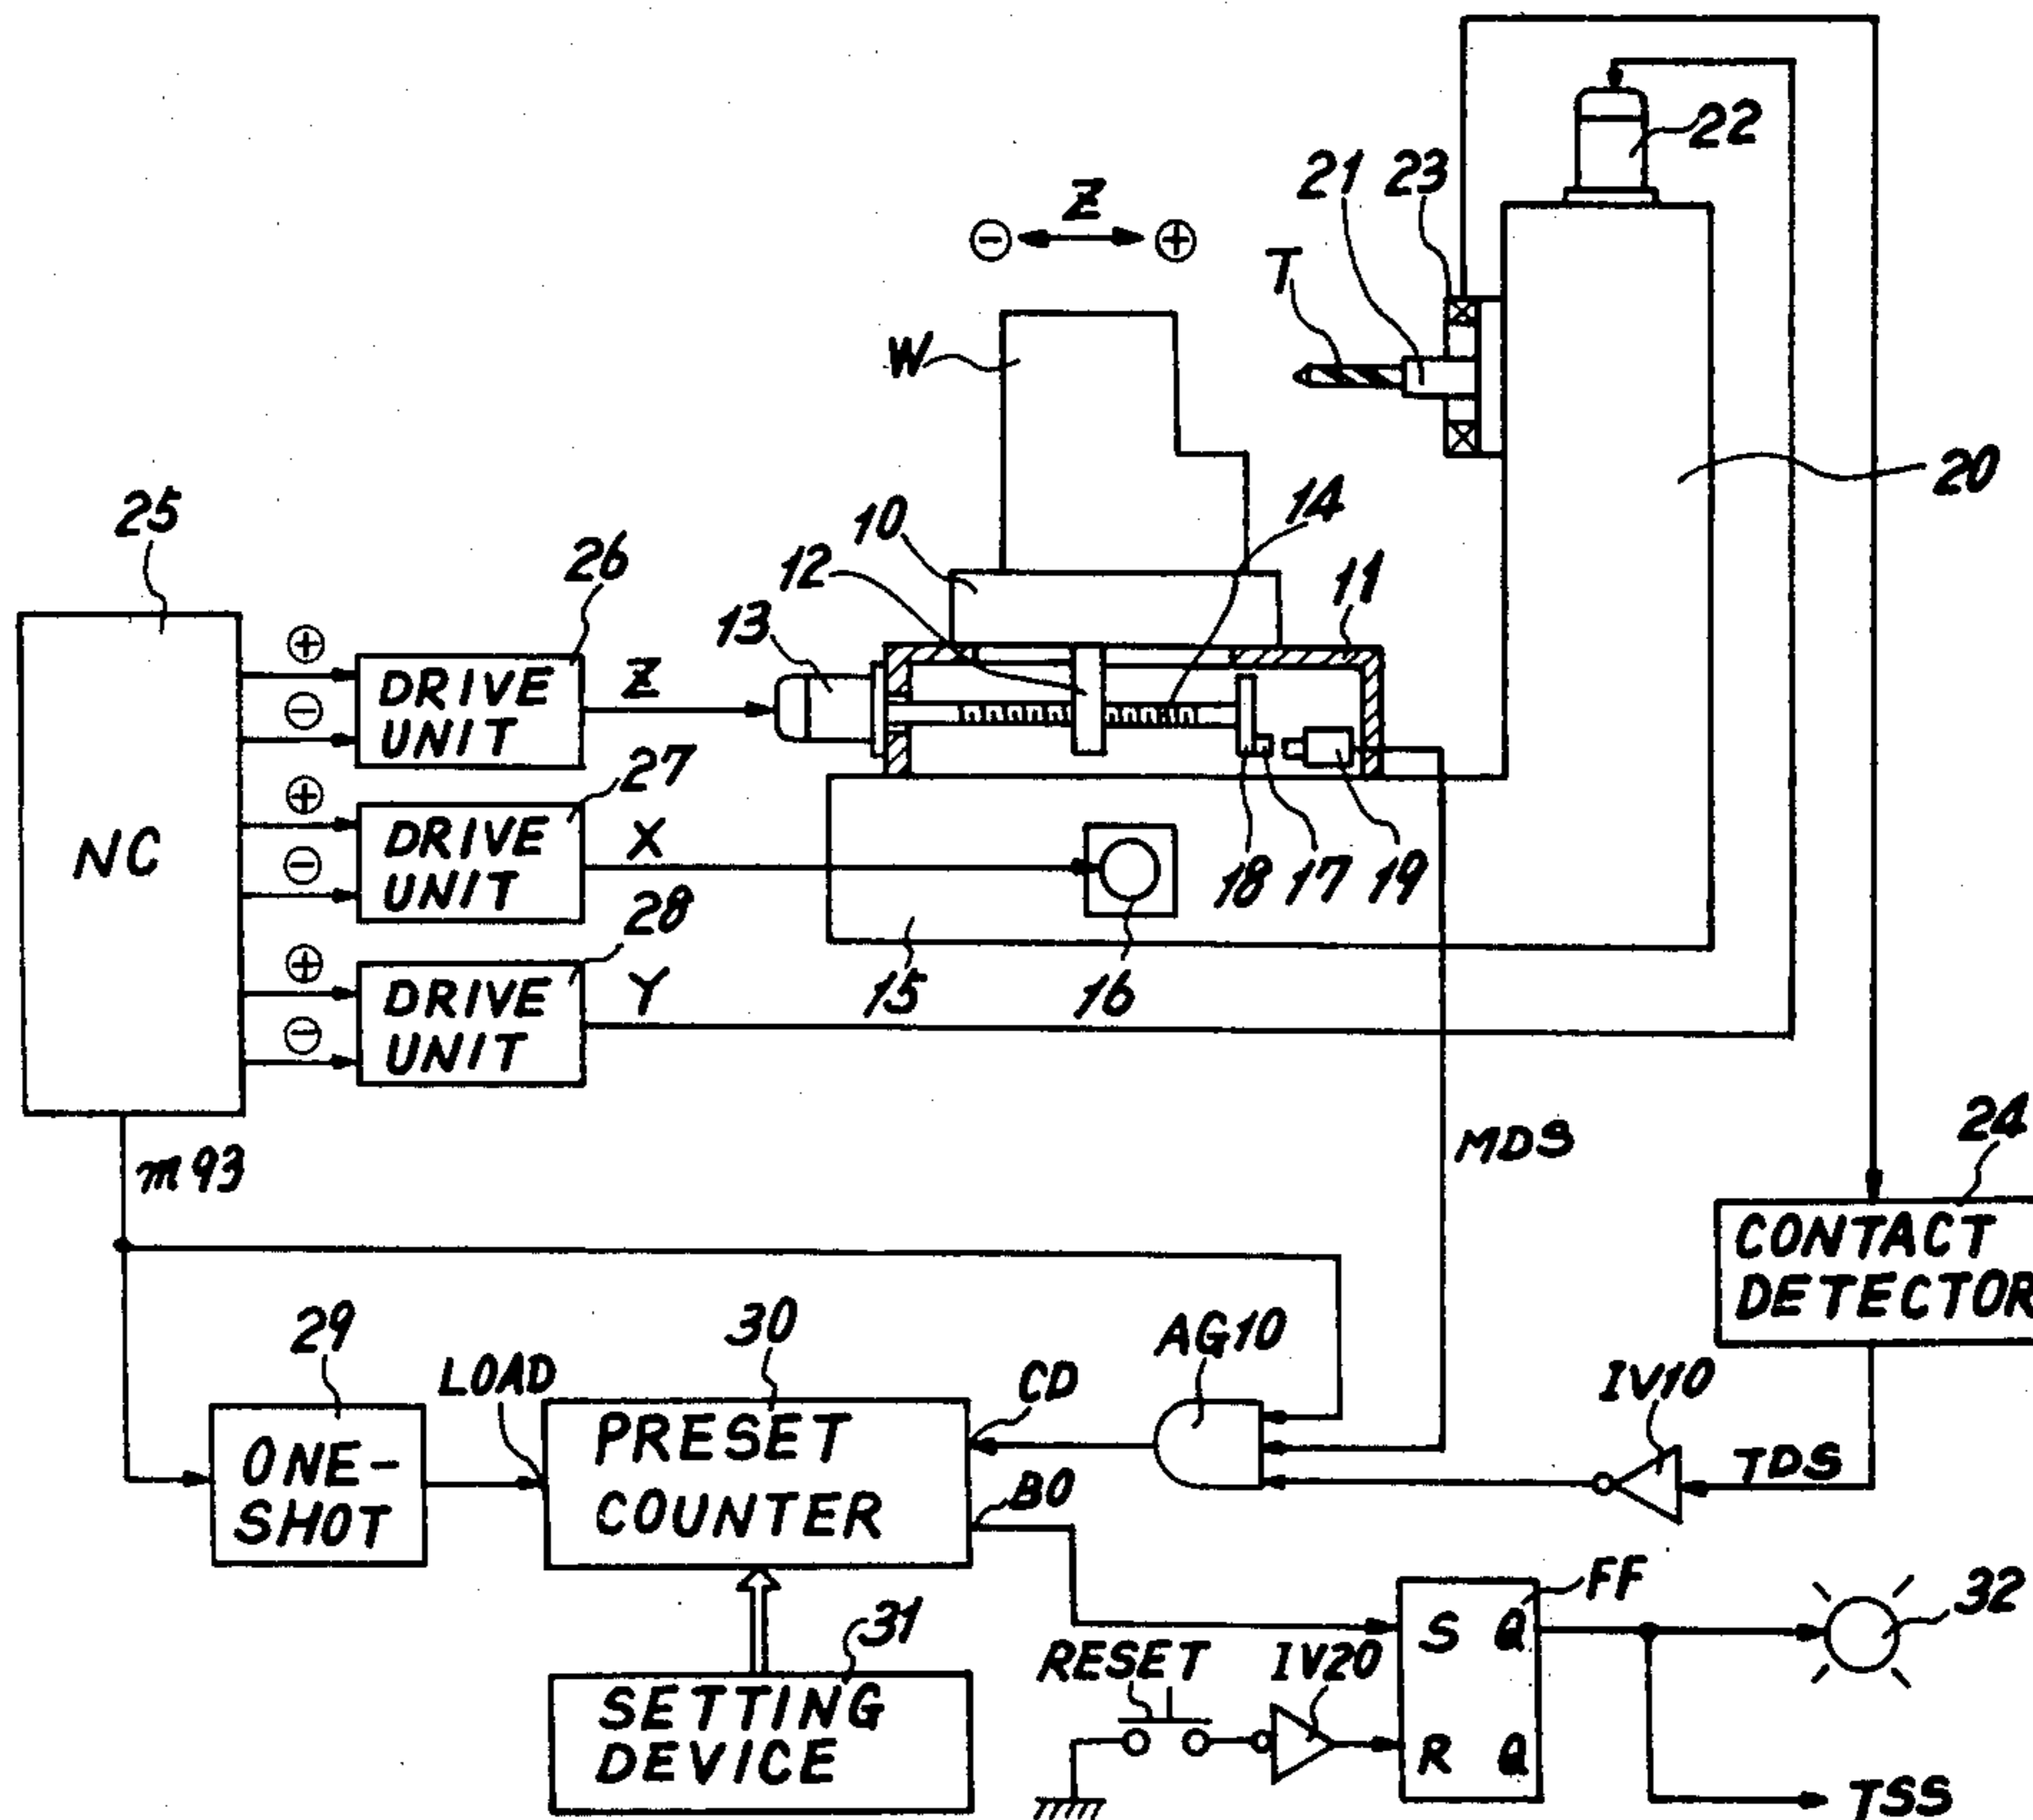 22
21 23
Z
⊖ ⊕
T
W
20
25
14
10
26
12
11
13
⊕
DRIVE UNIT
Z
⊖
27
⊕
NC
DRIVE UNIT
X
⊖
18 17 19
28
⊕
DRIVE UNIT
Y
15
16
⊖
24
m93
MDS
CONTACT DETECTOR
29
30
AG10
LOAD
CD
IV10
ONE-SHOT
PRESET COUNTER
TDS
BO
FF
31
S Q
32
RESET
IV20
SETTING DEVICE
R Q
TSS